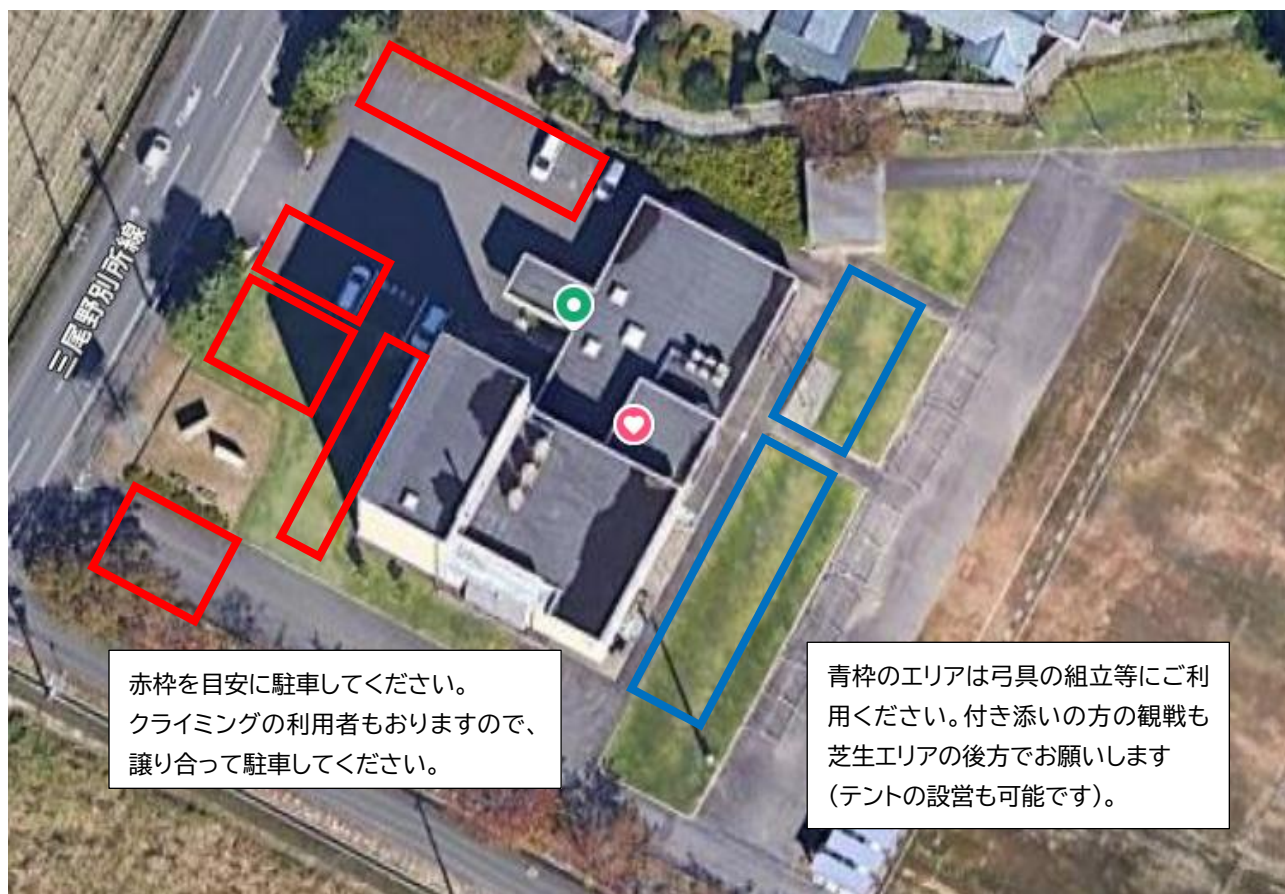 三尾野別所線
赤枠を目安に駐車してください。
クライミングの利用者もおりますので、
譲り合って駐車してください。
青枠のエリアは弓具の組立等にご利
用ください。付き添いの方の観戦も
芝生エリアの後方でお願いします
（テントの設営も可能です）。